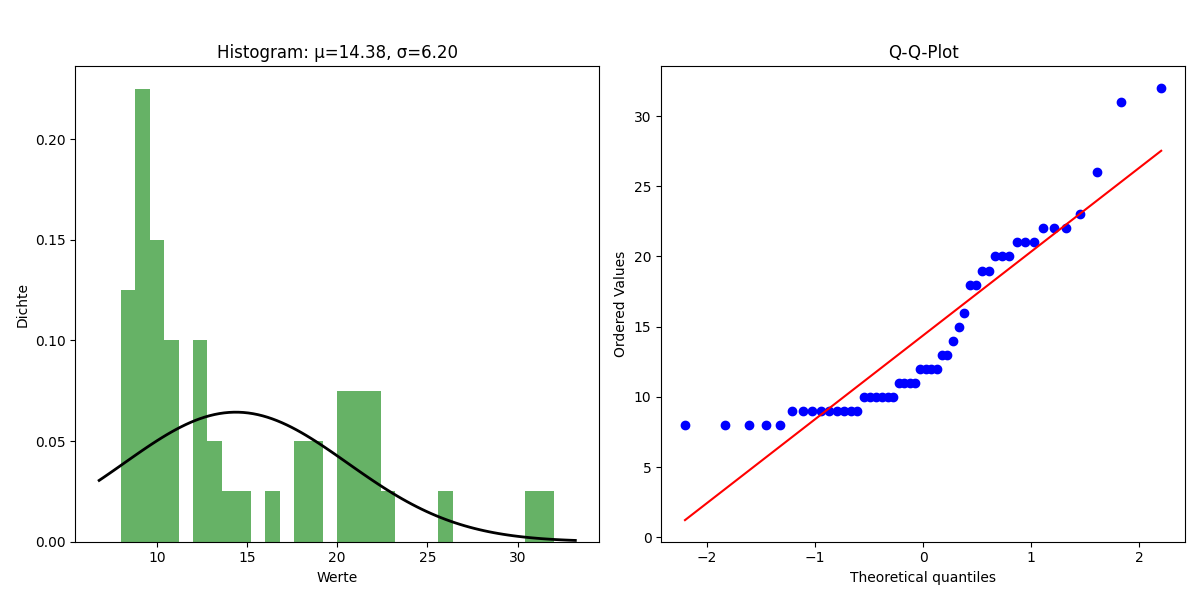 Histogram: μ=14.38, σ=6.20
Dichte
0.20
0.15
0.10
0.05
0.00
10 15 20 25 30
Werte
Q-Q-Plot
Ordered Values
30
25
20
15
10
5
0
−2 −1 0 1 2
Theoretical quantiles